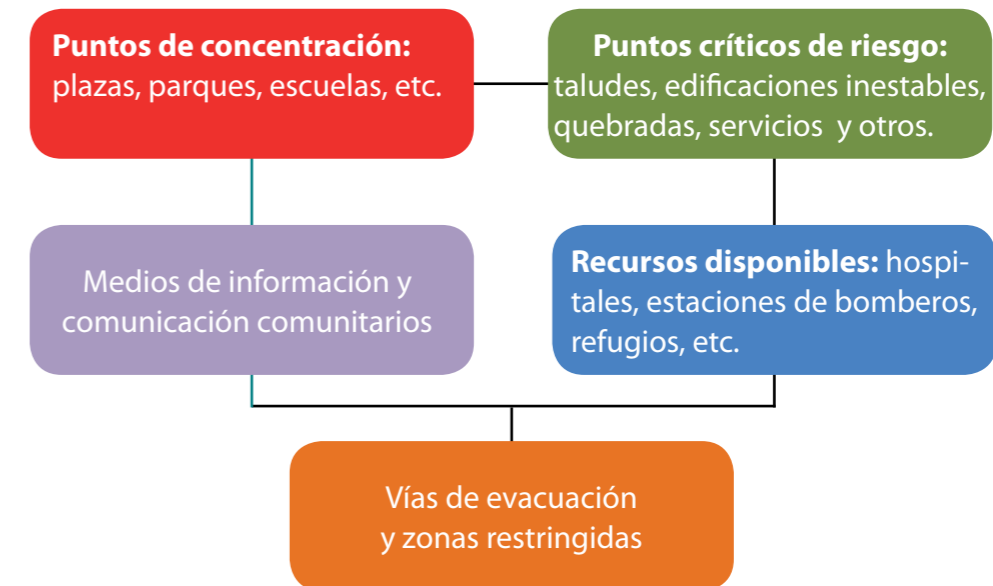 Puntos de concentración:
plazas, parques, escuelas, etc.
Puntos críticos de riesgo:
taludes, edificaciones inestables,
quebradas, servicios y otros.
Medios de información y
comunicación comunitarios
Recursos disponibles: hospi-
tales, estaciones de bomberos,
refugios, etc.
Vías de evacuación
y zonas restringidas